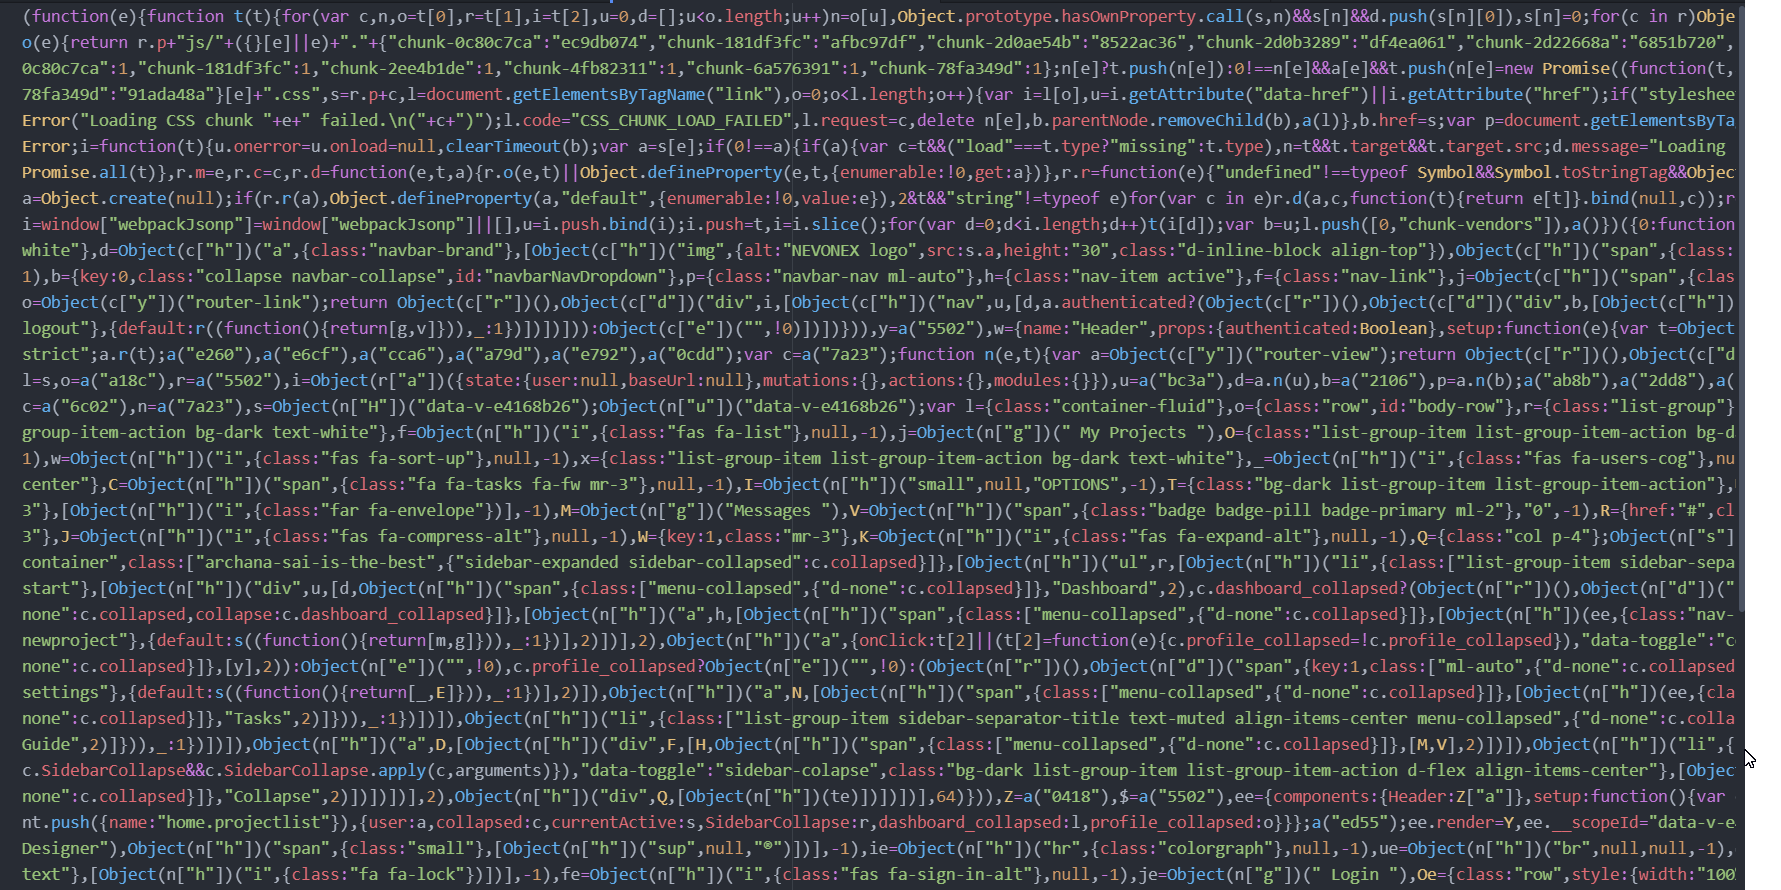 (function(e){function t(t){for(var c,n,o=t[0],r=t[1],i=t[2],u=0,d=[];u<o.length;u++)n=o[u],Object.prototype.hasOwnProperty.call(s,n)&&s[n]&&d.push(s[n][0]),s[n]=0;for(c in r)Obje
o(e){return r.p+"js/"+({}[e]||e)+"."+{"chunk-0c80c7ca":"ec9db074","chunk-181df3fc":"afbc97df","chunk-2d0ae54b":"8522ac36","chunk-2d0b3289":"df4ea061","chunk-2d22668a":"6851b720",
0c80c7ca":1,"chunk-181df3fc":1,"chunk-2ee4b1de":1,"chunk-4fb82311":1,"chunk-6a576391":1,"chunk-78fa349d":1};n[e]?t.push(n[e]):0!==n[e]&&a[e]&&t.push(n[e]=new Promise((function(t,
78fa349d":"91ada48a"}[e]+".css",s=r.p+c,l=document.getElementsByTagName("link"),o=0;o<l.length;o++){var i=l[o],u=i.getAttribute("data-href")||i.getAttribute("href");if("styleshee
Error("Loading CSS chunk "+e+" failed.\n("+c+")");l.code="CSS_CHUNK_LOAD_FAILED",l.request=c,delete n[e],b.parentNode.removeChild(b),a(l)},b.href=s;var p=document.getElementsByTa
Error;i=function(t){u.onerror=u.onload=null,clearTimeout(b);var a=s[e];if(0!==a){if(a){var c=t&&("load"===t.type?"missing":t.type),n=t&&t.target&&t.target.src;d.message="Loading
Promise.all(t)},r.m=e,r.c=c,r.d=function(e,t,a){r.o(e,t)||Object.defineProperty(e,t,{enumerable:!0,get:a})},r.r=function(e){"undefined"!==typeof Symbol&&Symbol.toStringTag&&Objec
a=Object.create(null);if(r.r(a),Object.defineProperty(a,"default",{enumerable:!0,value:e}),2&t&&"string"!=typeof e)for(var c in e)r.d(a,c,function(t){return e[t]}.bind(null,c));r
i=window["webpackJsonp"]=window["webpackJsonp"]||[],u=i.push.bind(i);i.push=t,i=i.slice();for(var d=0;d<i.length;d++)t(i[d]);var b=u;l.push([0,"chunk-vendors"]),a()})({0:function
white"},d=Object(c["h"])("a",{class:"navbar-brand"},[Object(c["h"])("img",{alt:"NEVONEX logo",src:s.a,height:"30",class:"d-inline-block align-top"}),Object(c["h"])("span",{class:
1),b={key:0,class:"collapse navbar-collapse",id:"navbarNavDropdown"},p={class:"navbar-nav ml-auto"},h={class:"nav-item active"},f={class:"nav-link"},j=Object(c["h"])("span",{clas
o=Object(c["y"])("router-link");return Object(c["r"])(),Object(c["d"])("div",i,[Object(c["h"])("nav",u,[d,a.authenticated?(Object(c["r"])(),Object(c["d"])("div",b,[Object(c["h"])
logout"},{default:r((function(){return[g,v]})),_:1})])])])):Object(c["e"])("",!0)])])})),y=a("5502"),w={name:"Header",props:{authenticated:Boolean},setup:function(e){var t=Object
strict";a.r(t);a("e260"),a("e6cf"),a("cca6"),a("a79d"),a("e792"),a("0cdd");var c=a("7a23");function n(e,t){var a=Object(c["y"])("router-view");return Object(c["r"])(),Object(c["d
l=s,o=a("a18c"),r=a("5502"),i=Object(r["a"])({state:{user:null,baseUrl:null},mutations:{},actions:{},modules:{}}),u=a("bc3a"),d=a.n(u),b=a("2106"),p=a.n(b);a("ab8b"),a("2dd8"),a(
c=a("6c02"),n=a("7a23"),s=Object(n["H"])("data-v-e4168b26");Object(n["u"])("data-v-e4168b26");var l={class:"container-fluid"},o={class:"row",id:"body-row"},r={class:"list-group"}
group-item-action bg-dark text-white"},f=Object(n["h"])("i",{class:"fas fa-list"},null,-1),j=Object(n["g"])(" My Projects "),O={class:"list-group-item list-group-item-action bg-d
1),w=Object(n["h"])("i",{class:"fas fa-sort-up"},null,-1),x={class:"list-group-item list-group-item-action bg-dark text-white"},_=Object(n["h"])("i",{class:"fas fa-users-cog"},nu
center"},C=Object(n["h"])("span",{class:"fa fa-tasks fa-fw mr-3"},null,-1),I=Object(n["h"])("small",null,"OPTIONS",-1),T={class:"bg-dark list-group-item list-group-item-action"},
3"},[Object(n["h"])("i",{class:"far fa-envelope"})],-1),M=Object(n["g"])("Messages "),V=Object(n["h"])("span",{class:"badge badge-pill badge-primary ml-2"},"0",-1),R={href:"#",cl
3"},J=Object(n["h"])("i",{class:"fas fa-compress-alt"},null,-1),W={key:1,class:"mr-3"},K=Object(n["h"])("i",{class:"fas fa-expand-alt"},null,-1),Q={class:"col p-4"};Object(n["s"]
container",class:["archana-sai-is-the-best",{"sidebar-expanded sidebar-collapsed":c.collapsed}]},[Object(n["h"])("ul",r,[Object(n["h"])("li",{class:["list-group-item sidebar-sepa
start"},[Object(n["h"])("div",u,[d,Object(n["h"])("span",{class:["menu-collapsed",{"d-none":c.collapsed}]},"Dashboard",2),c.dashboard_collapsed?(Object(n["r"])(),Object(n["d"])("
none":c.collapsed,collapse:c.dashboard_collapsed}]},[Object(n["h"])("a",h,[Object(n["h"])("span",{class:["menu-collapsed",{"d-none":c.collapsed}]},[Object(n["h"])(ee,{class:"nav-
newproject"},{default:s((function(){return[m,g]})),_:1})],2)])],2),Object(n["h"])("a",{onClick:t[2]||(t[2]=function(e){c.profile_collapsed=!c.profile_collapsed}),"data-toggle":"c
none":c.collapsed}]},[y],2)):Object(n["e"])("",!0),c.profile_collapsed?Object(n["e"])("",!0):(Object(n["r"])(),Object(n["d"])("span",{key:1,class:["ml-auto",{"d-none":c.collapsed
settings"},{default:s((function(){return[_,E]})),_:1})],2)]),Object(n["h"])("a",N,[Object(n["h"])("span",{class:["menu-collapsed",{"d-none":c.collapsed}]},[Object(n["h"])(ee,{cla
none":c.collapsed}]},"Tasks",2)]})),_:1})])]),Object(n["h"])("li",{class:["list-group-item sidebar-separator-title text-muted align-items-center menu-collapsed",{"d-none":c.colla
Guide",2)]})),_:1})])]),Object(n["h"])("a",D,[Object(n["h"])("div",F,[H,Object(n["h"])("span",{class:["menu-collapsed",{"d-none":c.collapsed}]},[M,V],2)])]),Object(n["h"])("li",{
c.SidebarCollapse&&c.SidebarCollapse.apply(c,arguments)}),"data-toggle":"sidebar-colapse",class:"bg-dark list-group-item list-group-item-action d-flex align-items-center"},[Objec
none":c.collapsed}]},"Collapse",2)])])])],2),Object(n["h"])("div",Q,[Object(n["h"])(te)])])])],64)})),Z=a("0418"),$=a("5502"),ee={components:{Header:Z["a"]},setup:function(){var
nt.push({name:"home.projectlist"}),{user:a,collapsed:c,currentActive:s,SidebarCollapse:r,dashboard_collapsed:l,profile_collapsed:o}}};a("ed55");ee.render=Y,ee.__scopeId="data-v-e
Designer"),Object(n["h"])("span",{class:"small"},[Object(n["h"])("sup",null,"®")])],-1),ie=Object(n["h"])("hr",{class:"colorgraph"},null,-1),ue=Object(n["h"])("br",null,null,-1),
text"},[Object(n["h"])("i",{class:"fa fa-lock"})])],-1),fe=Object(n["h"])("i",{class:"fas fa-sign-in-alt"},null,-1),je=Object(n["g"])(" Login "),Oe={class:"row",style:{width:"100